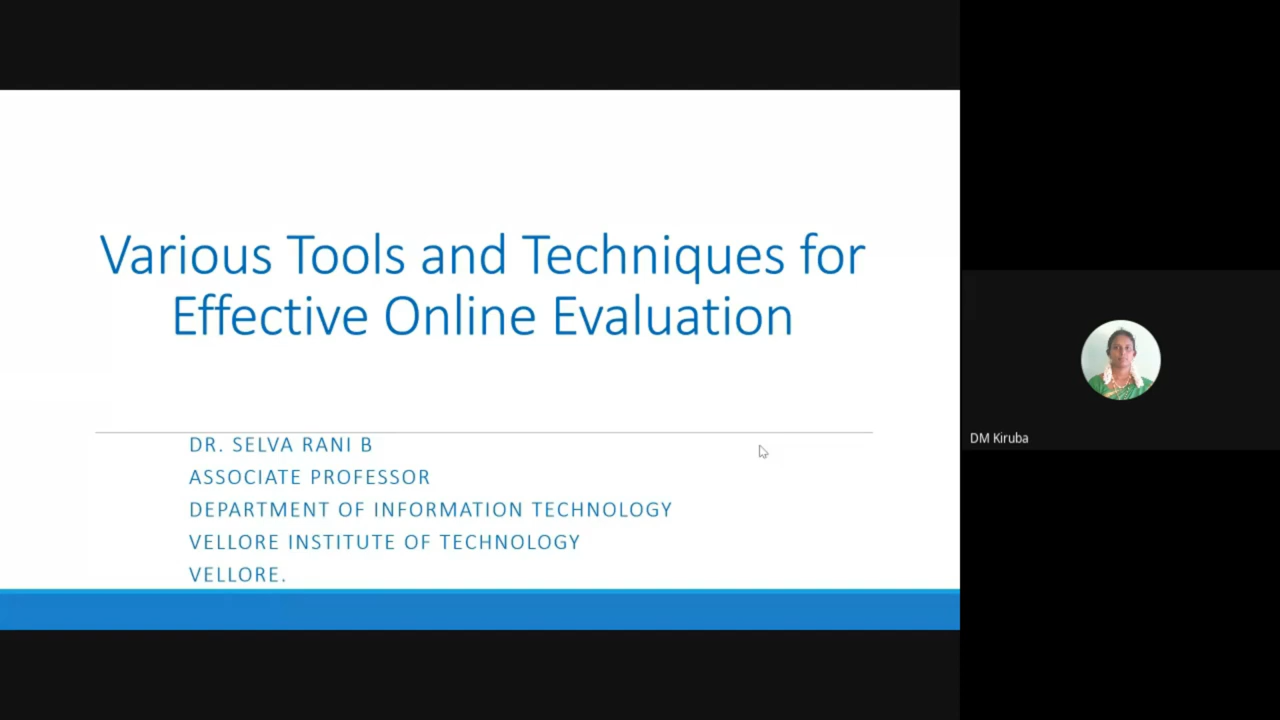 Various Tools and Techniques for
Effective Online Evaluation
DR. SELVA RANI B
ASSOCIATE PROFESSOR
DEPARTMENT OF INFORMATION TECHNOLOGY
VELLORE INSTITUTE OF TECHNOLOGY
VELLORE.
DM Kiruba